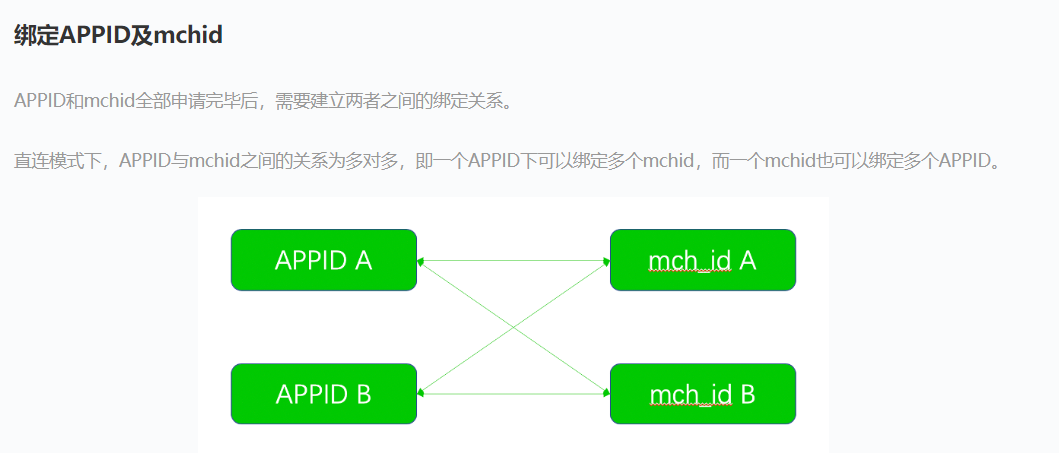 绑定APPID及mchid
APPID和mchid全部申请完毕后，需要建立两者之间的绑定关系。
直连模式下，APPID与mchid之间的关系为多对多，即一个APPID下可以绑定多个mchid，而一个mchid也可以绑定多个APPID。
APPID A
mch_id A
APPID B
mch_id B